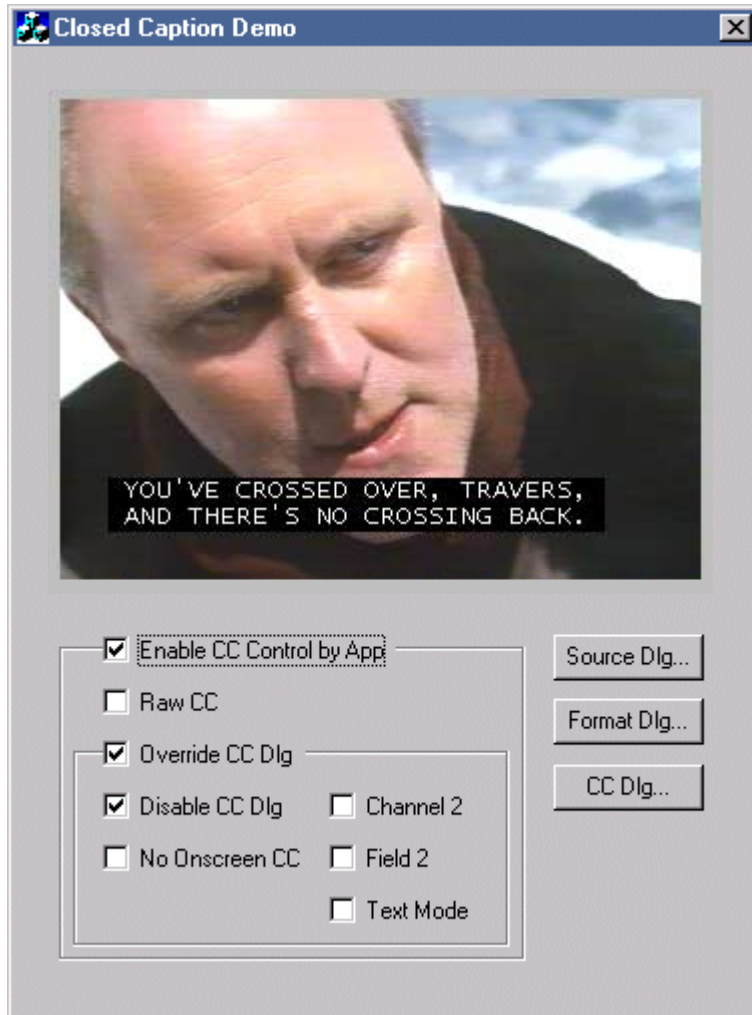 Closed Caption Demo
YOU'VE CROSSED OVER, TRAVERS,
AND THERE'S NO CROSSING BACK.
Enable CC Control by App
Raw CC
Override CC Dlg
Disable CC Dlg
Channel 2
No Onscreen CC
Field 2
Text Mode
Source Dlg...
Format Dlg...
CC Dlg...